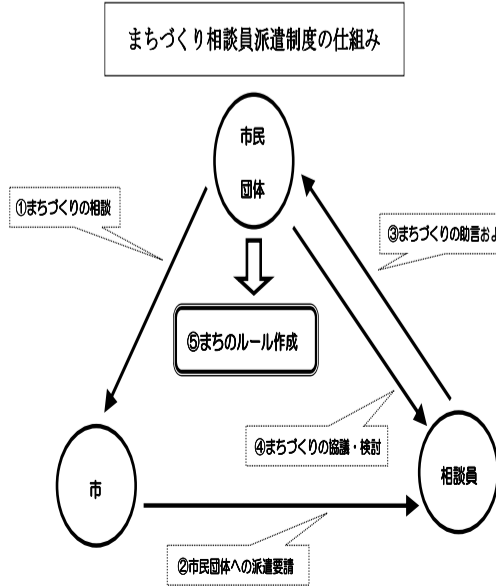 まちづくり相談員派遣制度の仕組み
市民
団体
①まちづくりの相談
③まちづくりの助言およ
⑤まちのルール作成
④まちづくりの協議・検討
市
相談員
②市民団体への派遣要請